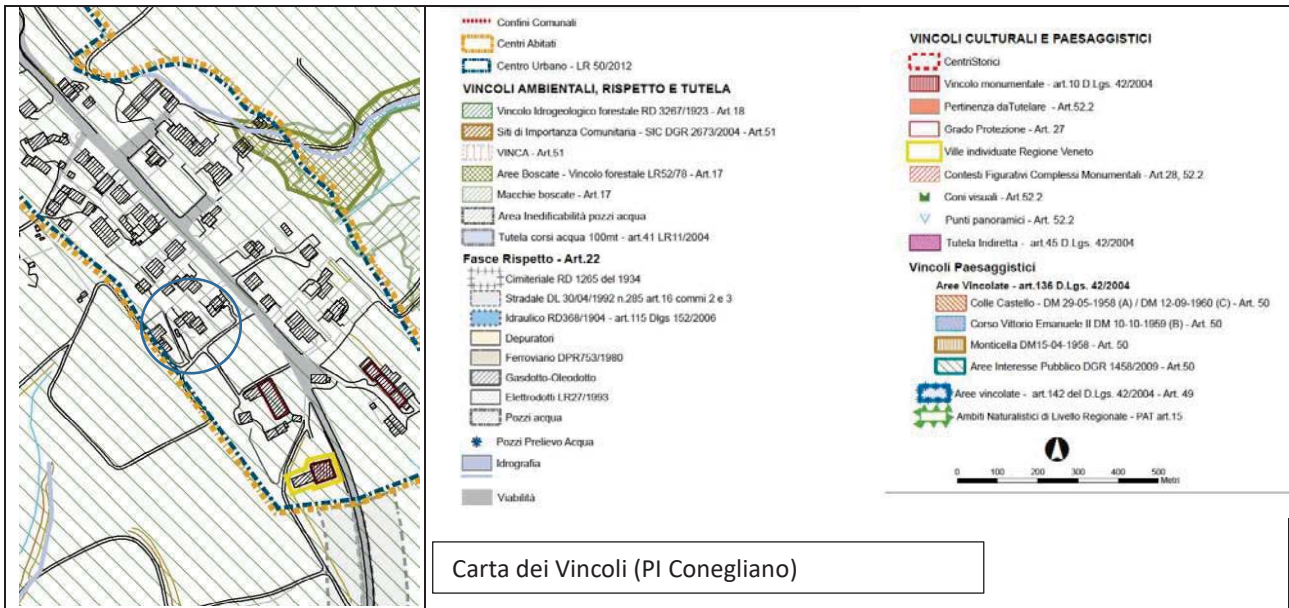 Confini Comunali
Centri Abitati
Centro Urbano - LR 50/2012
VINCOLI AMBIENTALI, RISPETTO E TUTELA
Vincolo Idrogeologico forestale RD 3267/1923 - Art.18
Siti di Importanza Comunitaria - SIC DGR 2673/2004 - Art.51
VINCA - Art.51
Aree Boscate - Vincolo forestale LR52/78 - Art.17
Macchie boscate - Art.17
Area Inedificabilità pozzi acqua
Tutela corsi acqua 100mt - art.41 LR11/2004
Fasce Rispetto - Art.22
Cimiteriale RD 1265 del 1934
Stradale DL 30/04/1992 n.285 art.16 commi 2 e 3
Idraulico RD368/1904 - art.115 Dlgs 152/2006
Depuratori
Ferroviario DPR753/1980
Gasdotto-Oleodotto
Elettrodotti LR27/1993
Pozzi acqua
Pozzi Prelievo Acqua
Idrografia
Viabilità
VINCOLI CULTURALI E PAESAGGISTICI
CentriStorici
Vincolo monumentale - art.10 D.Lgs. 42/2004
Pertinenza daTutelare - Art.52.2
Grado Protezione - Art. 27
Ville individuate Regione Veneto
Contesti Figurativi Complessi Monumentali - Art.28, 52.2
Coni visuali - Art.52.2
Punti panoramici - Art. 52.2
Tutela Indiretta - art.45 D.Lgs. 42/2004
Vincoli Paesaggistici
Aree Vincolate - art.136 D.Lgs. 42/2004
Colle Castello - DM 29-05-1958 (A) / DM 12-09-1960 (C) - Art. 50
Corso Vittorio Emanuele II DM 10-10-1959 (B) - Art. 50
Monticella DM15-04-1958 - Art. 50
Aree Interesse Pubblico DGR 1458/2009 - Art.50
Aree vincolate - art.142 del D.Lgs. 42/2004 - Art. 49
Ambiti Naturalistici di Livello Regionale - PAT art.15
0 100 200 300 400 500
Metri
Carta dei Vincoli (PI Conegliano)